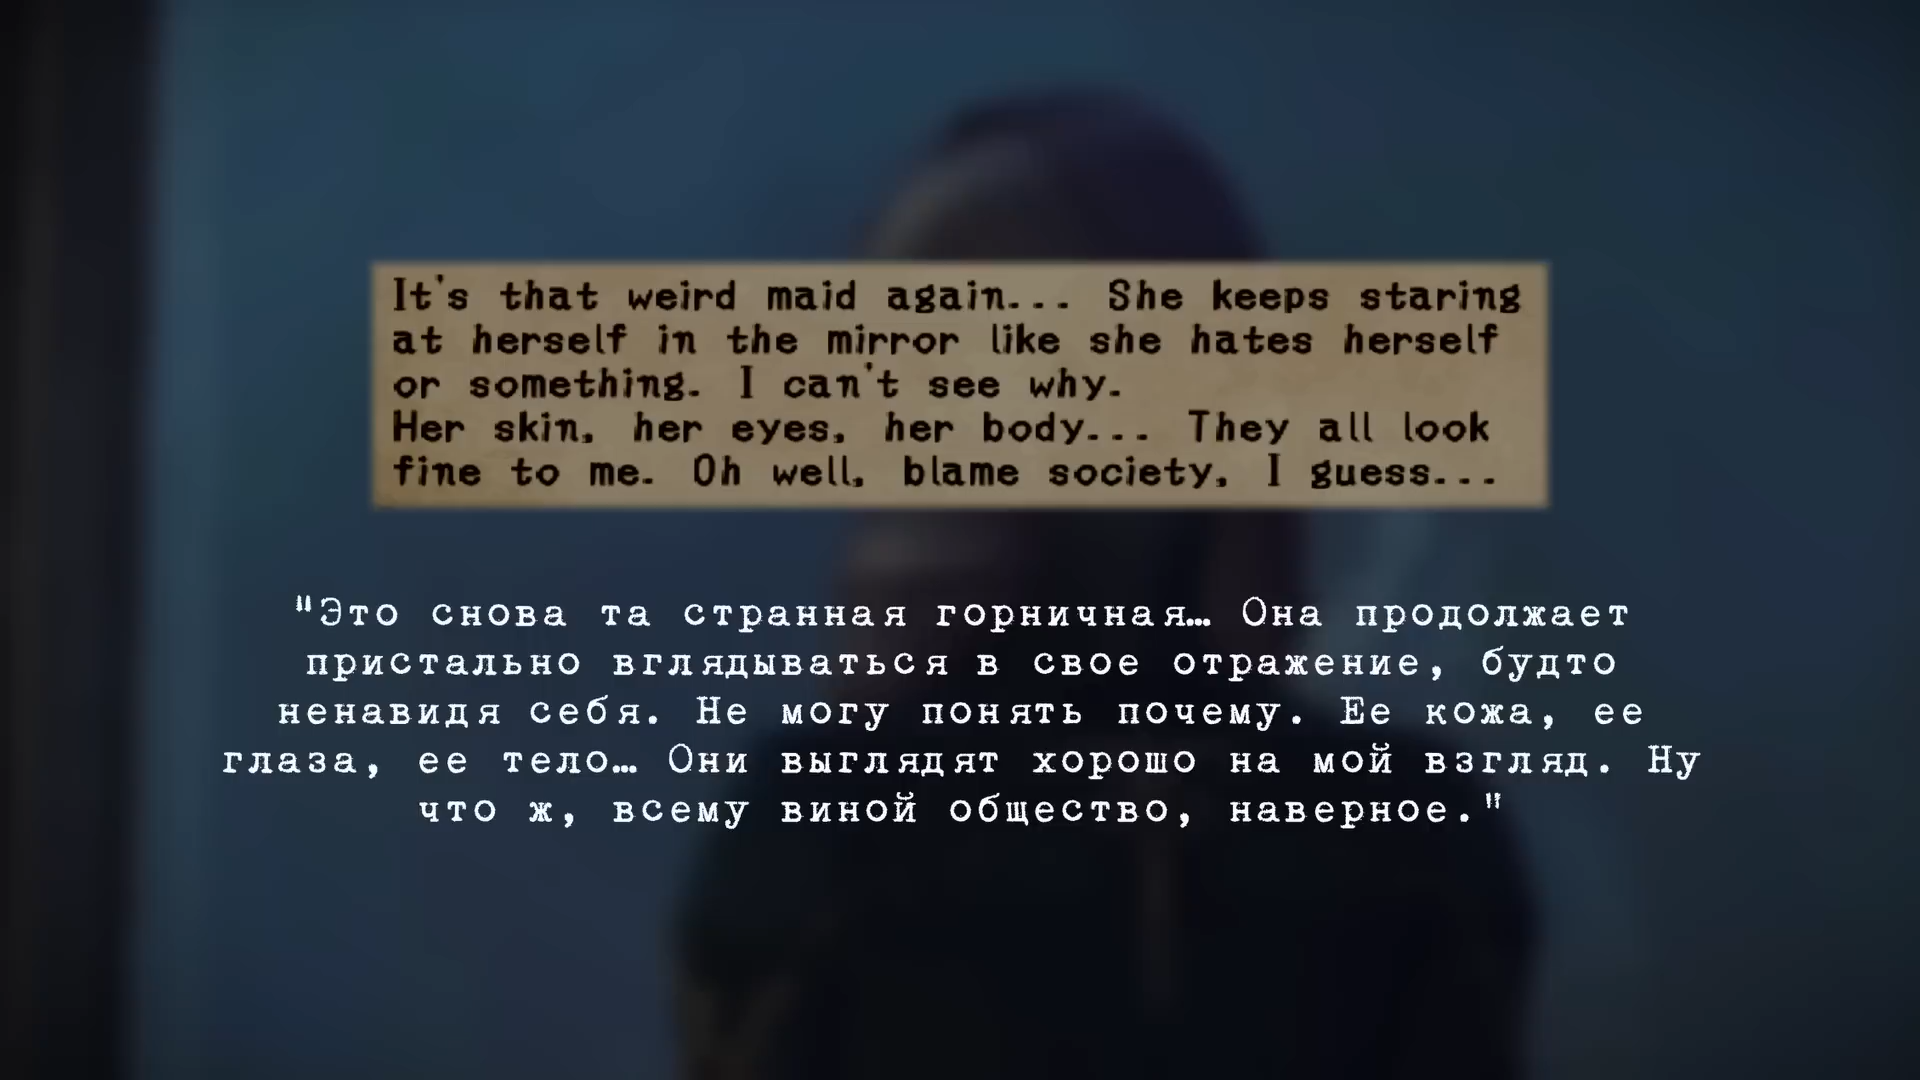 It's that weird maid again... She keeps staring
at herself in the mirror like she hates herself
or something. I can't see why.
Her skin, her eyes, her body... They all look
fine to me. Oh well, blame society, I guess...
"Это снова та странная горничная… Она продолжает
пристально вглядываться в свое отражение, будто
ненавидя себя. Не могу понять почему. Ее кожа, ее
глаза, ее тело… Они выглядят хорошо на мой взгляд. Ну
что ж, всему виной общество, наверное."